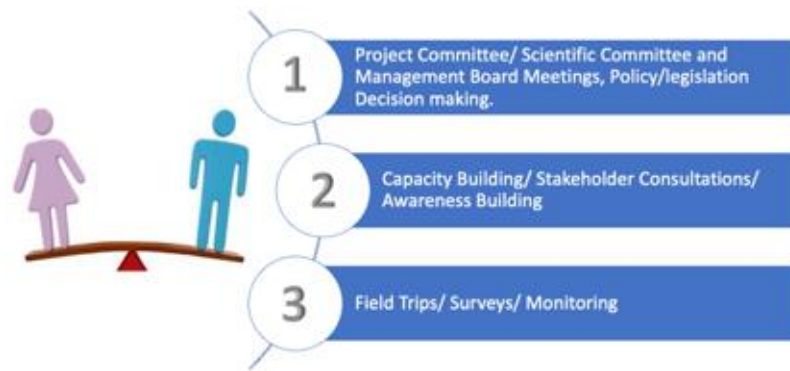 1
Project Committee/ Scientific Committee and
Management Board Meetings, Policy/legislation
Decision making.
2
Capacity Building/ Stakeholder Consultations/
Awareness Building
3
Field Trips/ Surveys/ Monitoring